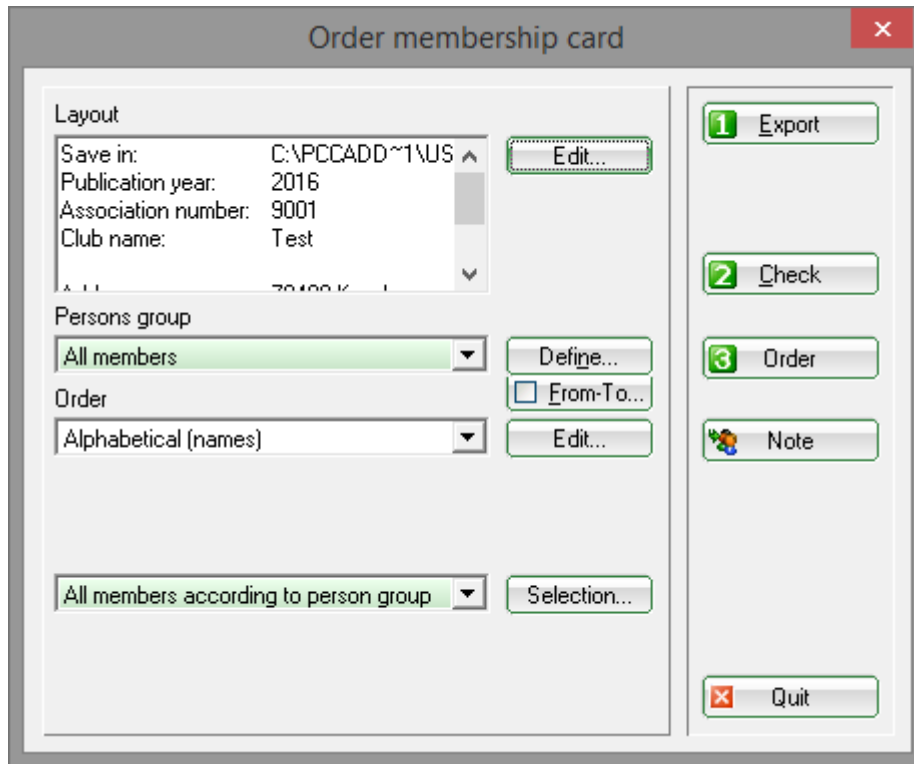 Order membership card
Layout
Save in: C:\PCCADD~1\US
Publication year: 2016
Association number: 9001
Club name: Test
Edit...
Persons group
All members
Define...
From-To...
Order
Alphabetical (names)
Edit...
All members according to person group
Selection...
1 Export
2 Check
3 Order
Note
Quit